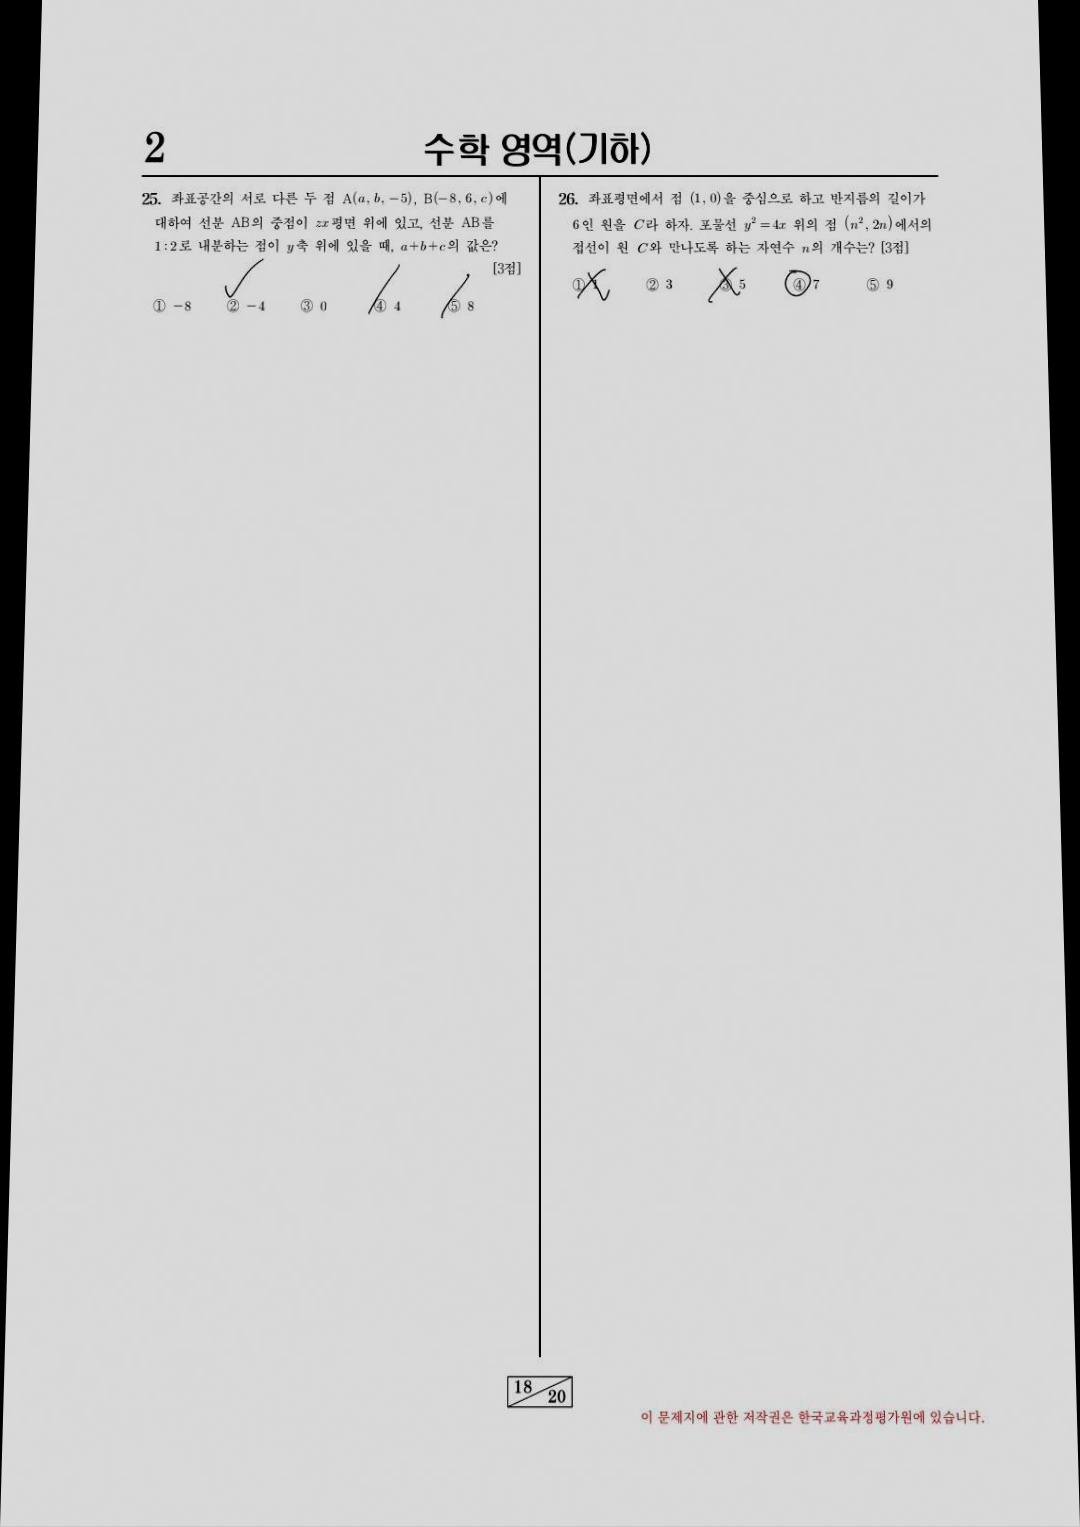 2
수학 영역(기하)
25. 좌표공간의 서로 다른 두 점 A(a, b, −5), B(−8, 6, c)에
대하여 선분 AB의 중점이 zx평면 위에 있고, 선분 AB를
1:2로 내분하는 점이 y축 위에 있을 때, a+b+c의 값은?
[3점]
① −8 ② −4 ③ 0 ④ 4 ⑤ 8
26. 좌표평면에서 점 (1, 0)을 중심으로 하고 반지름의 길이가
6인 원을 C라 하자. 포물선 y²=4x 위의 점 (n², 2n)에서의
접선이 원 C와 만나도록 하는 자연수 n의 개수는? [3점]
① 1 ② 3 ③ 5 ④ 7 ⑤ 9
18
20
이 문제지에 관한 저작권은 한국교육과정평가원에 있습니다.